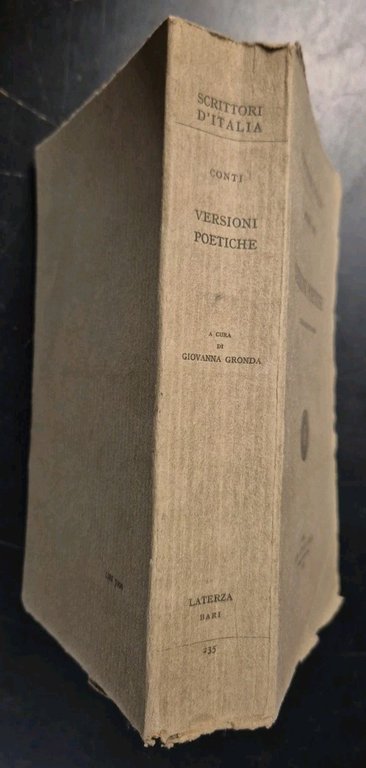 SCRITTORI
D'ITALIA
CONTI
VERSIONI
POETICHE
A CURA
DI
GIOVANNA GRONDA
LATERZA
BARI
235